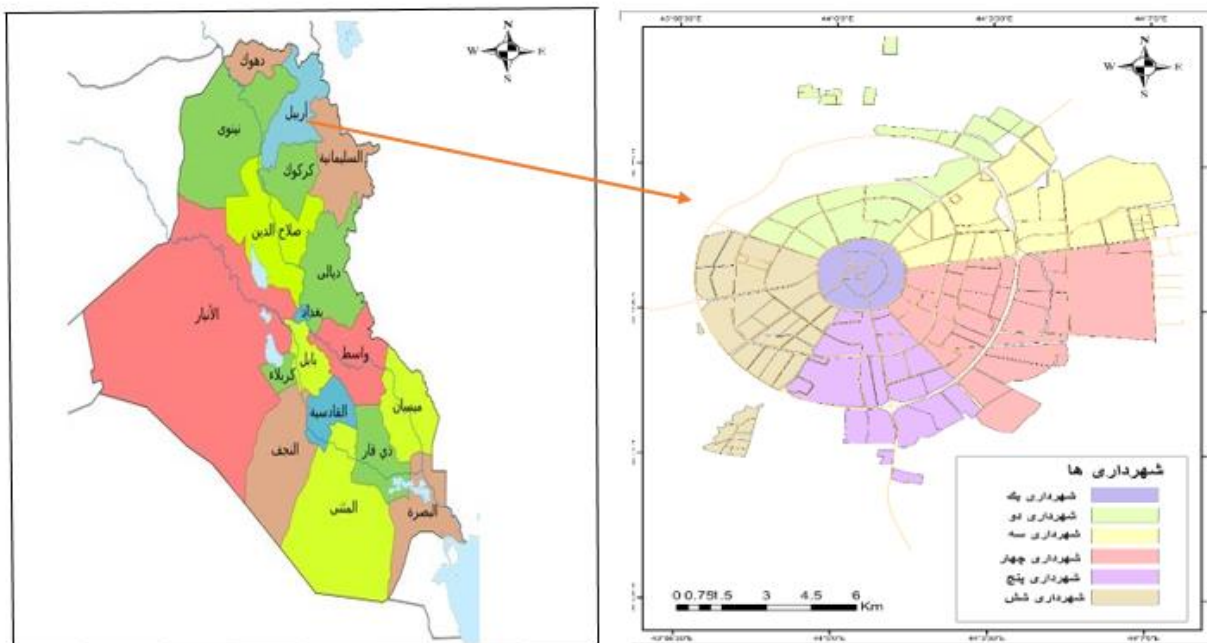 N
W E
S
دهوك
أربيل
نينوى
السليمانية
كركوك
صلاح الدين
ديالى
الأنبار
بغداد
واسط
بابل
كربلاء
القادسية
ميسان
النجف
ذي قار
المثنى
البصرة
N
W E
S
شهرداری ها
شهرداری یك
شهرداری دو
شهرداری سه
شهرداری چهار
شهرداری پنج
شهرداری شش
0 0.75 1.5 3 4.5 6
Km